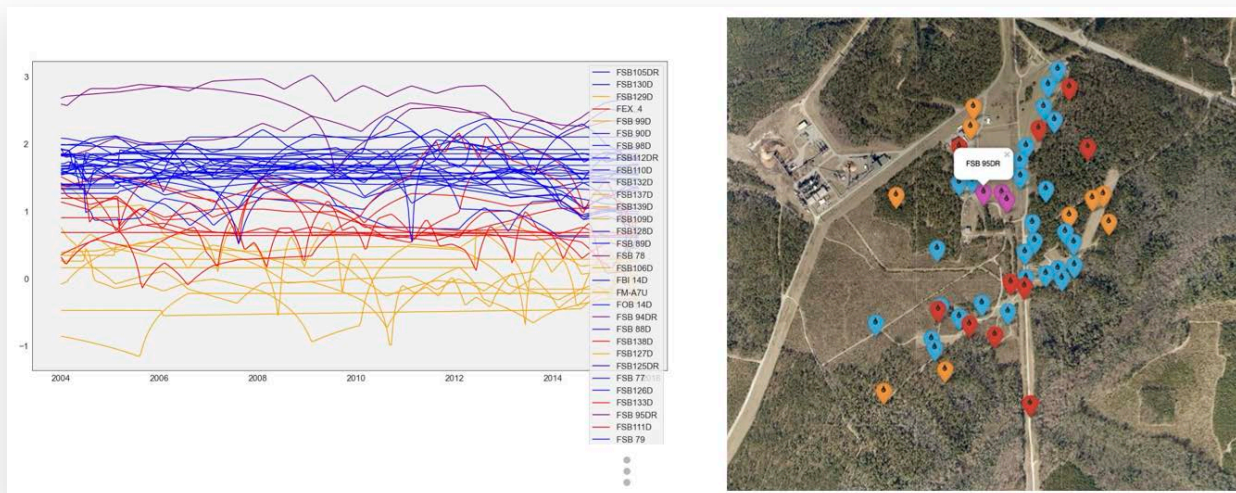 3
2
1
0
−1
2004
2006
2008
2010
2012
2014
FSB105DR
FSB130D
FSB129D
FEX 4
FSB 99D
FSB 90D
FSB 98D
FSB112DR
FSB110D
FSB132D
FSB137D
FSB139D
FSB109D
FSB128D
FSB 89D
FSB 78
FSB106D
FBI 14D
FM-A7U
FOB 14D
FSB 94DR
FSB 88D
FSB138D
FSB127D
FSB125DR
FSB 77
FSB126D
FSB133D
FSB 95DR
FSB111D
FSB 79
FSB 95DR